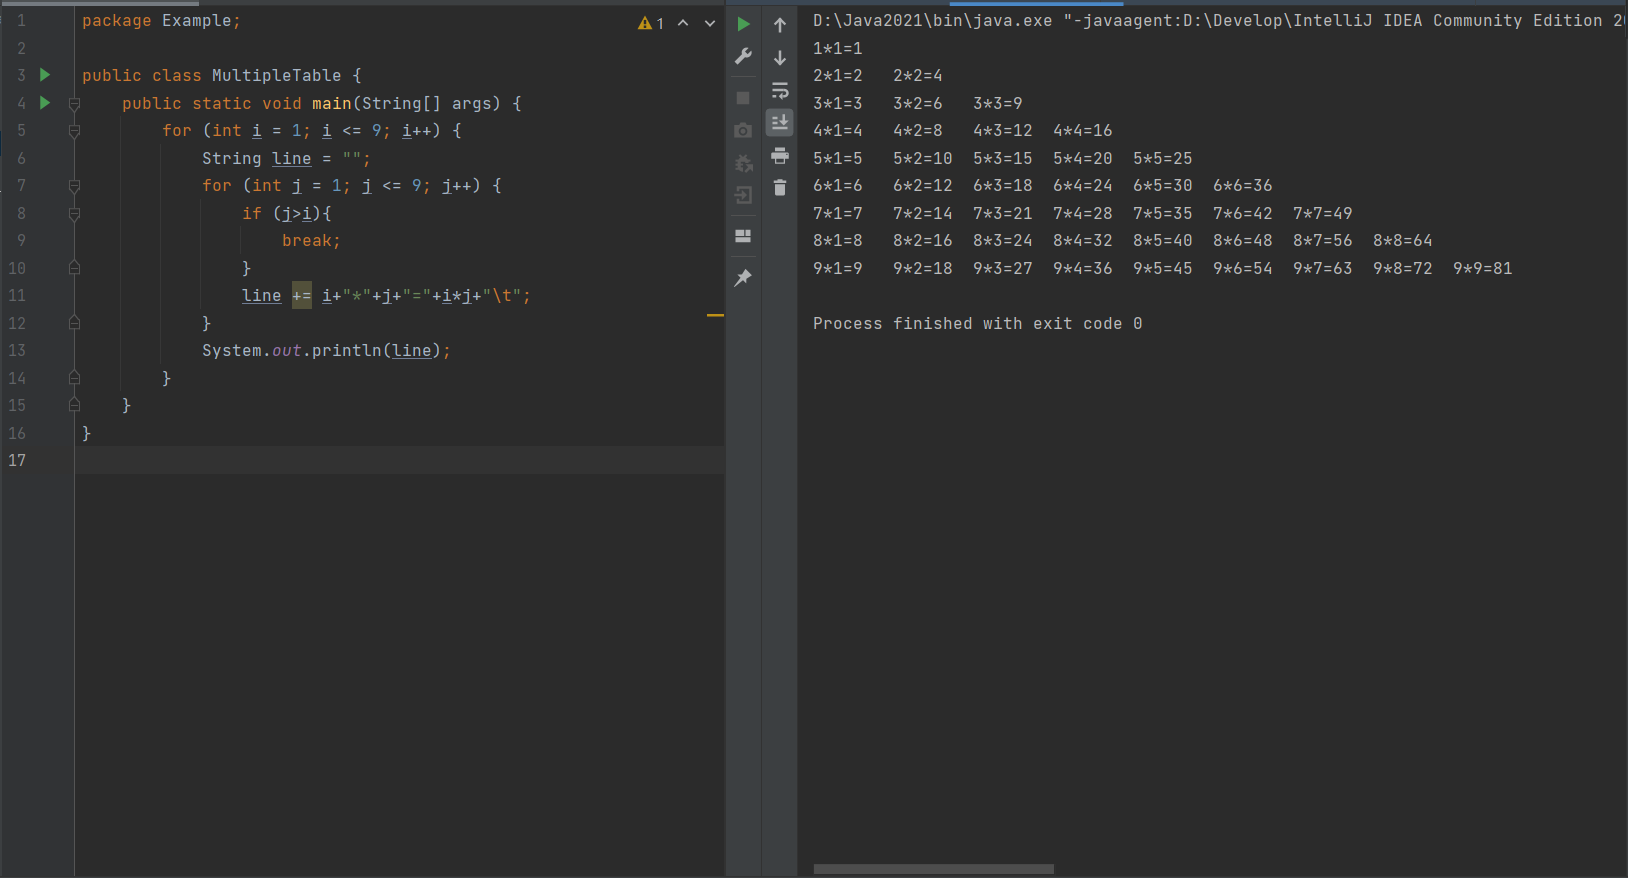 1 package Example;
1
2
3 public class MultipleTable {
4     public static void main(String[] args) {
5         for (int i = 1; i <= 9; i++) {
6             String line = "";
7             for (int j = 1; j <= 9; j++) {
8                 if (j>i){
9                     break;
10                 }
11                 line += i+"*"+j+"="+i*j+"\t";
12             }
13             System.out.println(line);
14         }
15     }
16 }
17
D:\Java2021\bin\java.exe "-javaagent:D:\Develop\IntelliJ IDEA Community Edition
1*1=1
2*1=2   2*2=4
3*1=3   3*2=6   3*3=9
4*1=4   4*2=8   4*3=12  4*4=16
5*1=5   5*2=10  5*3=15  5*4=20  5*5=25
6*1=6   6*2=12  6*3=18  6*4=24  6*5=30  6*6=36
7*1=7   7*2=14  7*3=21  7*4=28  7*5=35  7*6=42  7*7=49
8*1=8   8*2=16  8*3=24  8*4=32  8*5=40  8*6=48  8*7=56  8*8=64
9*1=9   9*2=18  9*3=27  9*4=36  9*5=45  9*6=54  9*7=63  9*8=72  9*9=81
Process finished with exit code 0